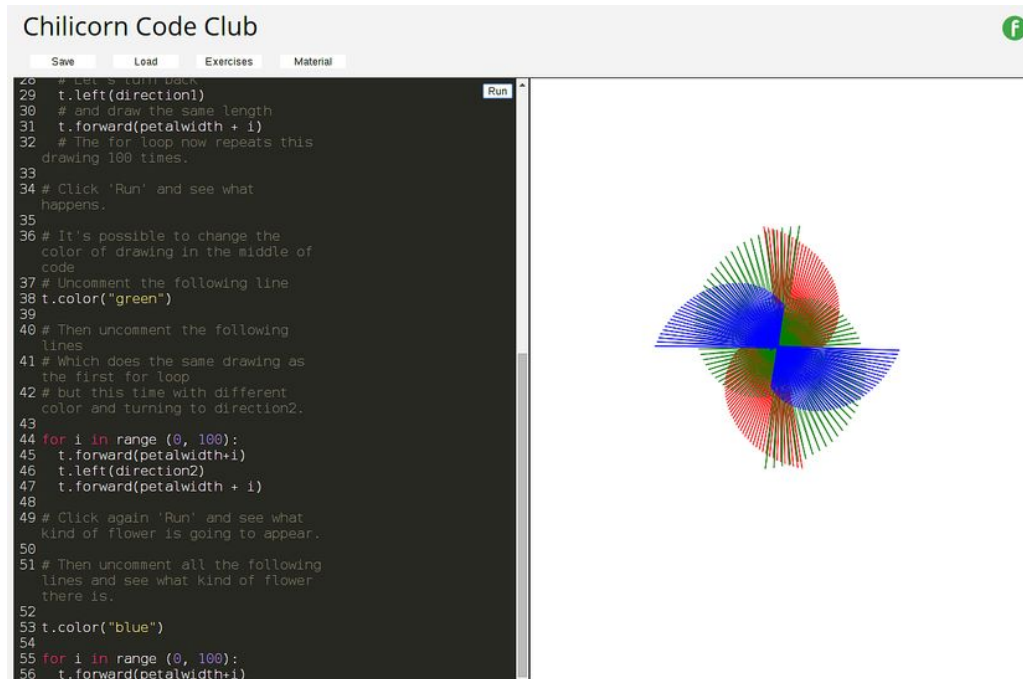 Chilicorn Code Club
f
Save Load Exercises Material
Run
28 # Let's turn back
29 t.left(direction1)
30 # and draw the same length
31 t.forward(petalwidth + i)
32 # The for loop now repeats this
drawing 100 times.
33
34 # Click 'Run' and see what
happens.
35
36 # It's possible to change the
color of drawing in the middle of
code
37 # Uncomment the following line
38 t.color("green")
39
40 # Then uncomment the following
lines
41 # Which does the same drawing as
the first for loop
42 # but this time with different
color and turning to direction2.
43
44 for i in range (0, 100):
45 t.forward(petalwidth+i)
46 t.left(direction2)
47 t.forward(petalwidth + i)
48
49 # Click again 'Run' and see what
kind of flower is going to appear.
50
51 # Then uncomment all the following
lines and see what kind of flower
there is.
52
53 t.color("blue")
54
55 for i in range (0, 100):
56 t.forward(petalwidth+i)